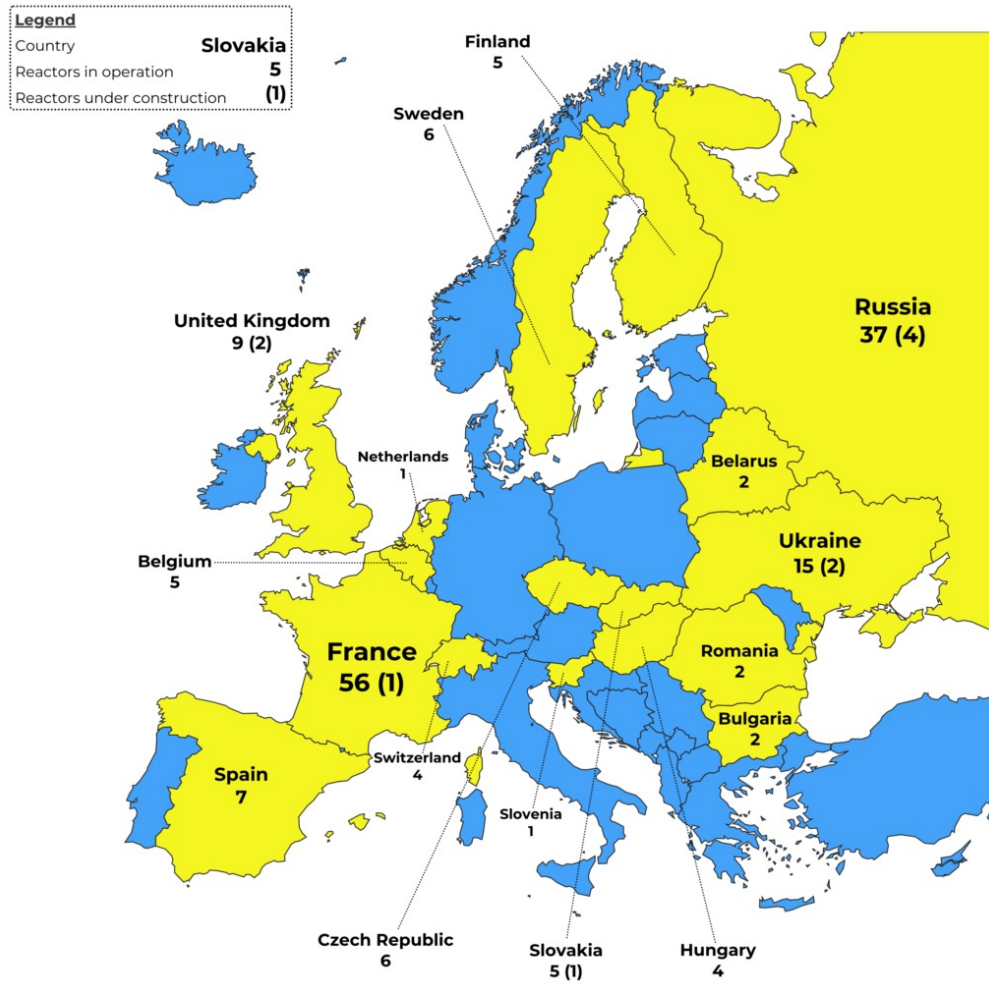 Legend
Country Slovakia
Reactors in operation 5
Reactors under construction (1)
Finland
5
Sweden
6
Russia
37 (4)
United Kingdom
9 (2)
Netherlands
1
Belarus
2
Belgium
5
Ukraine
15 (2)
France
56 (1)
Romania
2
Bulgaria
2
Switzerland
4
Spain
7
Slovenia
1
Czech Republic
6
Slovakia
5 (1)
Hungary
4